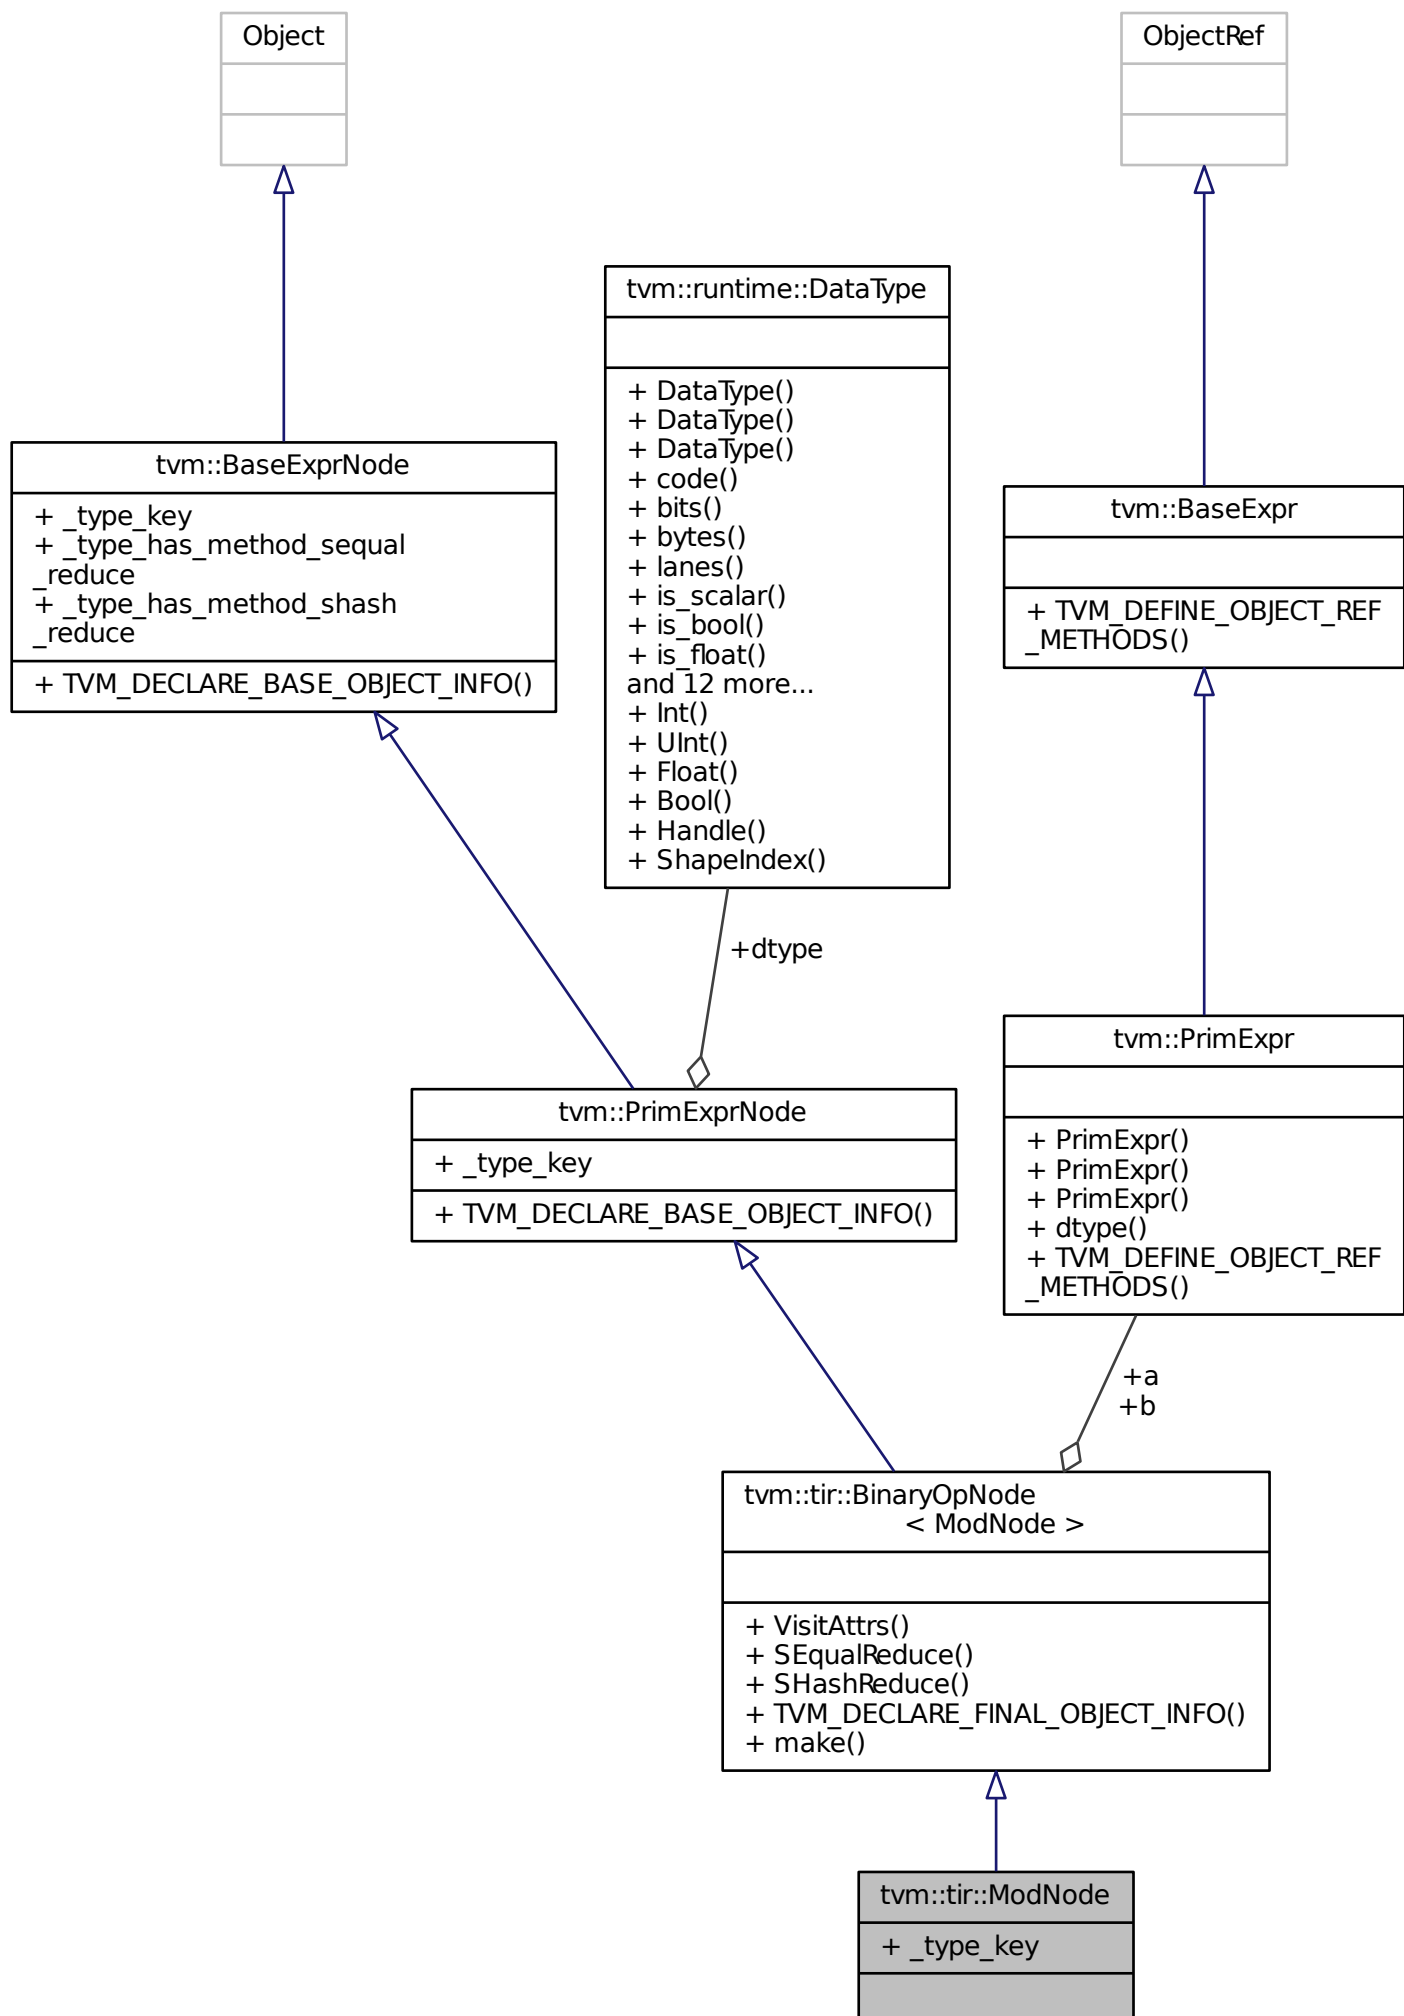 Object
ObjectRef
tvm::runtime::DataType
+ DataType()
+ DataType()
+ DataType()
+ code()
+ bits()
+ bytes()
+ lanes()
+ is_scalar()
+ is_bool()
+ is_float()
and 12 more...
+ Int()
+ UInt()
+ Float()
+ Bool()
+ Handle()
+ ShapeIndex()
tvm::BaseExprNode
+ _type_key
+ _type_has_method_sequal
_reduce
+ _type_has_method_shash
_reduce
+ TVM_DECLARE_BASE_OBJECT_INFO()
tvm::BaseExpr
+ TVM_DEFINE_OBJECT_REF
_METHODS()
+dtype
tvm::PrimExprNode
+ _type_key
+ TVM_DECLARE_BASE_OBJECT_INFO()
tvm::PrimExpr
+ PrimExpr()
+ PrimExpr()
+ PrimExpr()
+ dtype()
+ TVM_DEFINE_OBJECT_REF
_METHODS()
+a
+b
tvm::tir::BinaryOpNode
< ModNode >
+ VisitAttrs()
+ SEqualReduce()
+ SHashReduce()
+ TVM_DECLARE_FINAL_OBJECT_INFO()
+ make()
tvm::tir::ModNode
+ _type_key